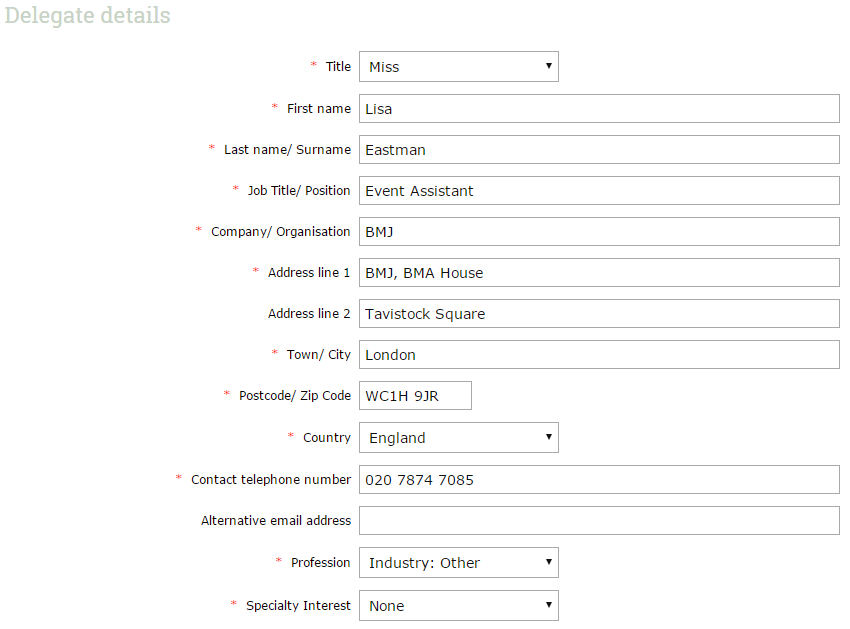 Delegate details
* Title Miss
* First name Lisa
* Last name/ Surname Eastman
* Job Title/ Position Event Assistant
* Company/ Organisation BMJ
* Address line 1 BMJ, BMA House
Address line 2 Tavistock Square
* Town/ City London
* Postcode/ Zip Code WC1H 9JR
* Country England
* Contact telephone number 020 7874 7085
Alternative email address
* Profession Industry: Other
* Specialty Interest None